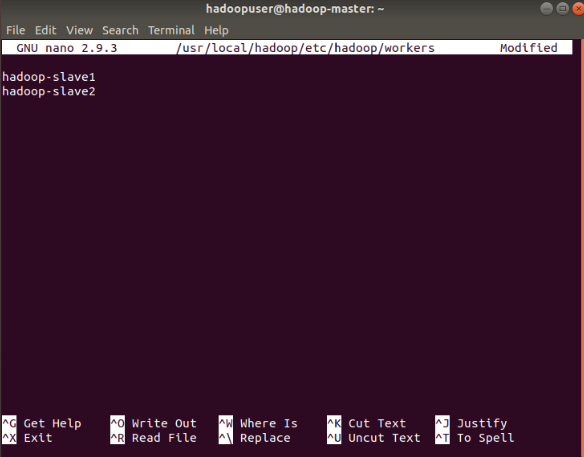 hadoopuser@hadoop-master: ~
File Edit View Search Terminal Help
GNU nano 2.9.3 /usr/local/hadoop/etc/hadoop/workers Modified
hadoop-slave1
hadoop-slave2
^G Get Help ^O Write Out ^W Where Is ^K Cut Text ^J Justify
^X Exit ^R Read File ^\ Replace ^U Uncut Text ^T To Spell